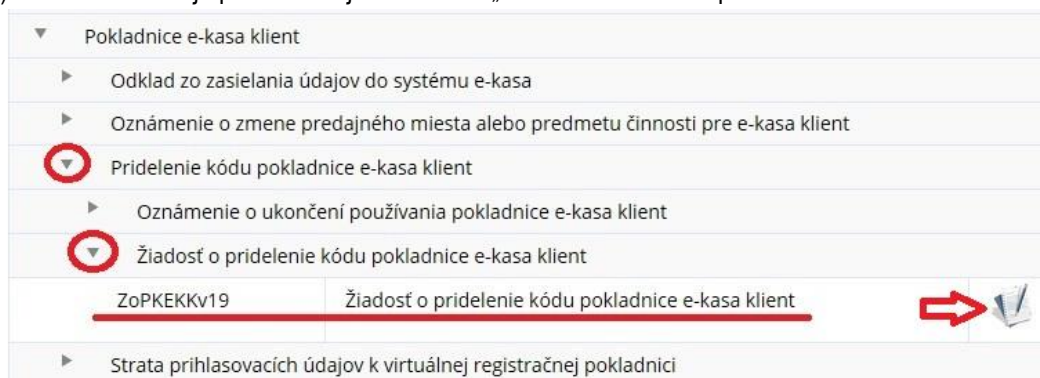 Pokladnice e-kasa klient
Odklad zo zasielania údajov do systému e-kasa
Oznámenie o zmene predajného miesta alebo predmetu činnosti pre e-kasa klient
Pridelenie kódu pokladnice e-kasa klient
Oznámenie o ukončení používania pokladnice e-kasa klient
Žiadosť o pridelenie kódu pokladnice e-kasa klient
ZoPKEKKv19 Žiadosť o pridelenie kódu pokladnice e-kasa klient
Strata prihlasovacích údajov k virtuálnej registračnej pokladnici